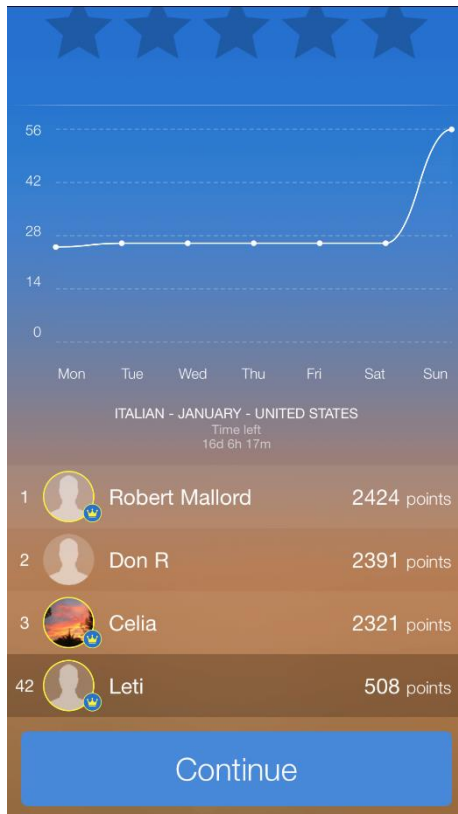 56
42
28
14
0
Mon Tue Wed Thu Fri Sat Sun
ITALIAN - JANUARY - UNITED STATES
Time left
16d 6h 17m
1 Robert Mallord 2424 points
2 Don R 2391 points
3 Celia 2321 points
42 Leti 508 points
Continue